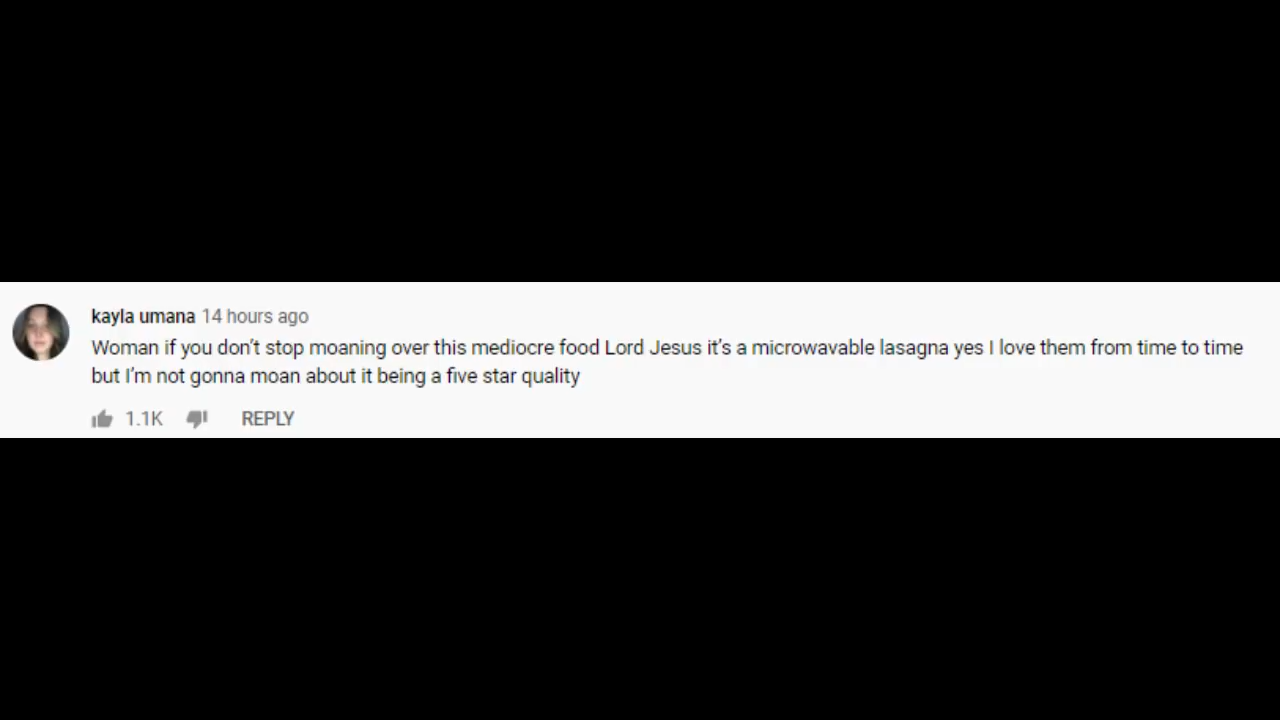 kayla umana 14 hours ago
Woman if you don’t stop moaning over this mediocre food Lord Jesus it’s a microwavable lasagna yes I love them from time to time
but I’m not gonna moan about it being a five star quality
1.1K REPLY